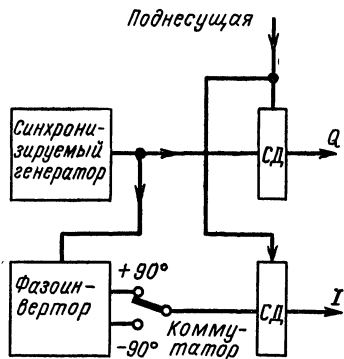 Поднесущая
Синхрони-
зируемый
генератор
СД
Q
Фазоин-
вертор
+90°
-90°
Комму-
татор
СД
I